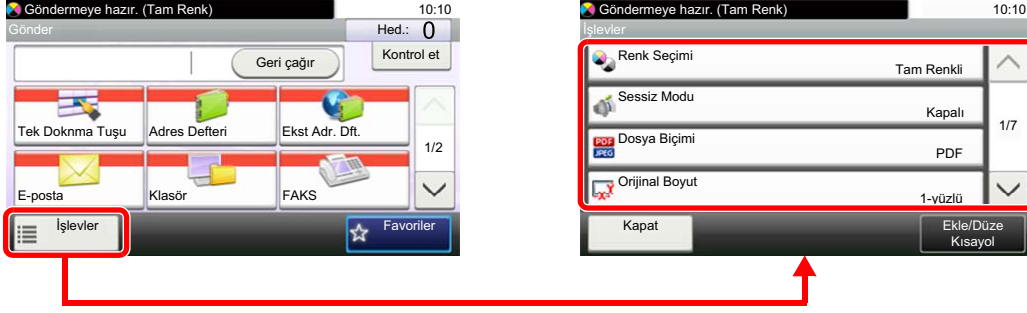 Göndermeye hazır. (Tam Renk) 10:10
Gönder Hed.: 0
Geri çağır Kontrol et
Tek Doknma Tuşu Adres Defteri Ekst Adr. Dft.
1/2
E-posta Klasör FAKS
İşlevler Favoriler
Göndermeye hazır. (Tam Renk) 10:10
İşlevler
Renk Seçimi
Tam Renkli
Sessiz Modu
Kapalı
1/7
PDF JPEG Dosya Biçimi
PDF
Orijinal Boyut
1-yüzlü
Kapat Ekle/Düze
Kısayol